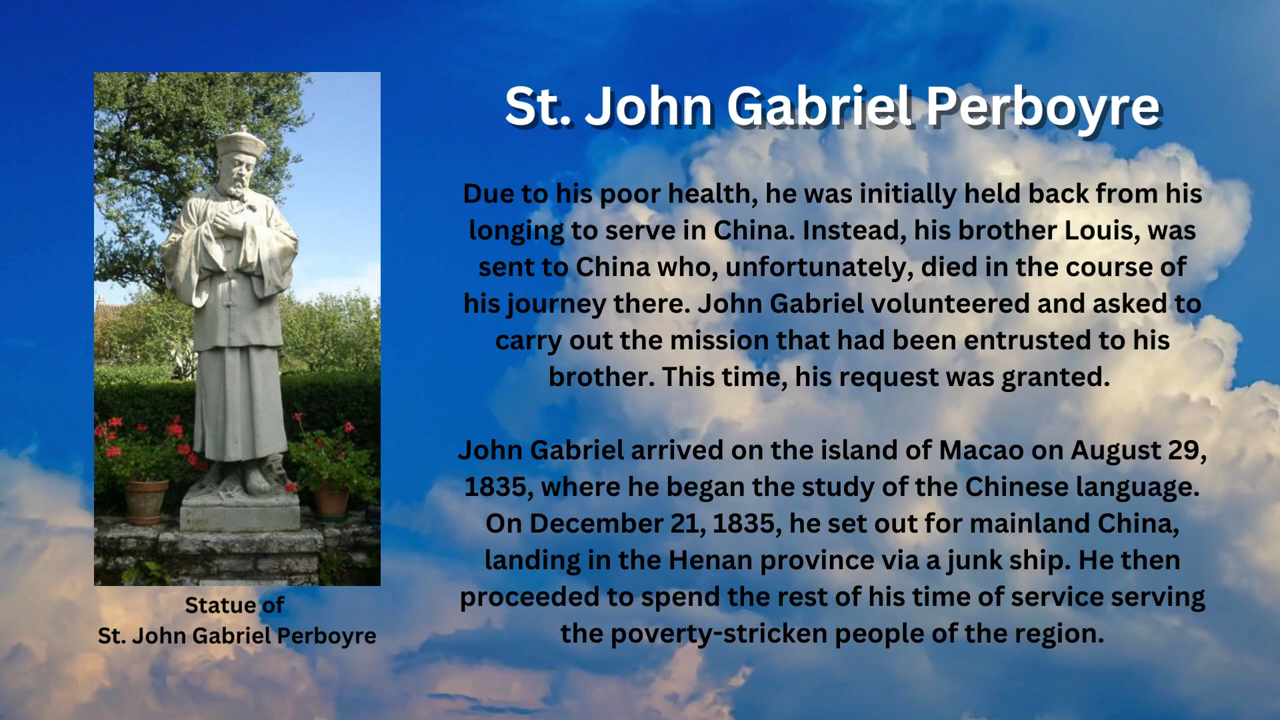 St. John Gabriel Perboyre
Due to his poor health, he was initially held back from his
longing to serve in China. Instead, his brother Louis, was
sent to China who, unfortunately, died in the course of
his journey there. John Gabriel volunteered and asked to
carry out the mission that had been entrusted to his
brother. This time, his request was granted.
John Gabriel arrived on the island of Macao on August 29,
1835, where he began the study of the Chinese language.
On December 21, 1835, he set out for mainland China,
landing in the Henan province via a junk ship. He then
proceeded to spend the rest of his time of service serving
the poverty-stricken people of the region.
Statue of
St. John Gabriel Perboyre